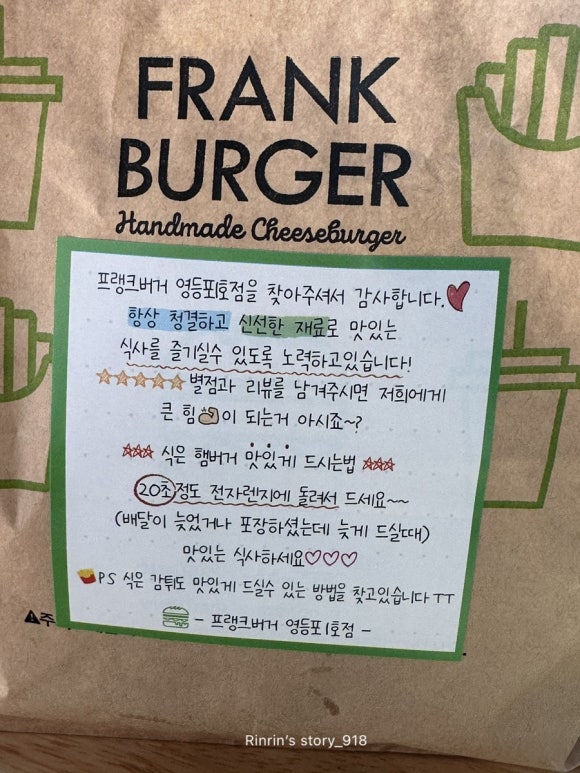 FRANK
BURGER
Handmade Cheeseburger
프랭크버거 영등포1호점을 찾아주셔서 감사합니다.
항상 청결하고 신선한 재료로 맛있는
식사를 즐기실수 있도록 노력하고있습니다!
별점과 리뷰를 남겨주시면 저희에게
큰 힘이 되는거 아시죠~?
식은 햄버거 맛있게 드시는법
20초정도 전자렌지에 돌려서 드세요~~
(배달이 늦었거나 포장하셨는데 늦게 드실때)
맛있는 식사하세요♡♡♡
PS 식은 감튀도 맛있게 드실수 있는 방법을 찾고있습니다 TT
- 프랭크버거 영등포1호점 -
주
Rinrin's story_918